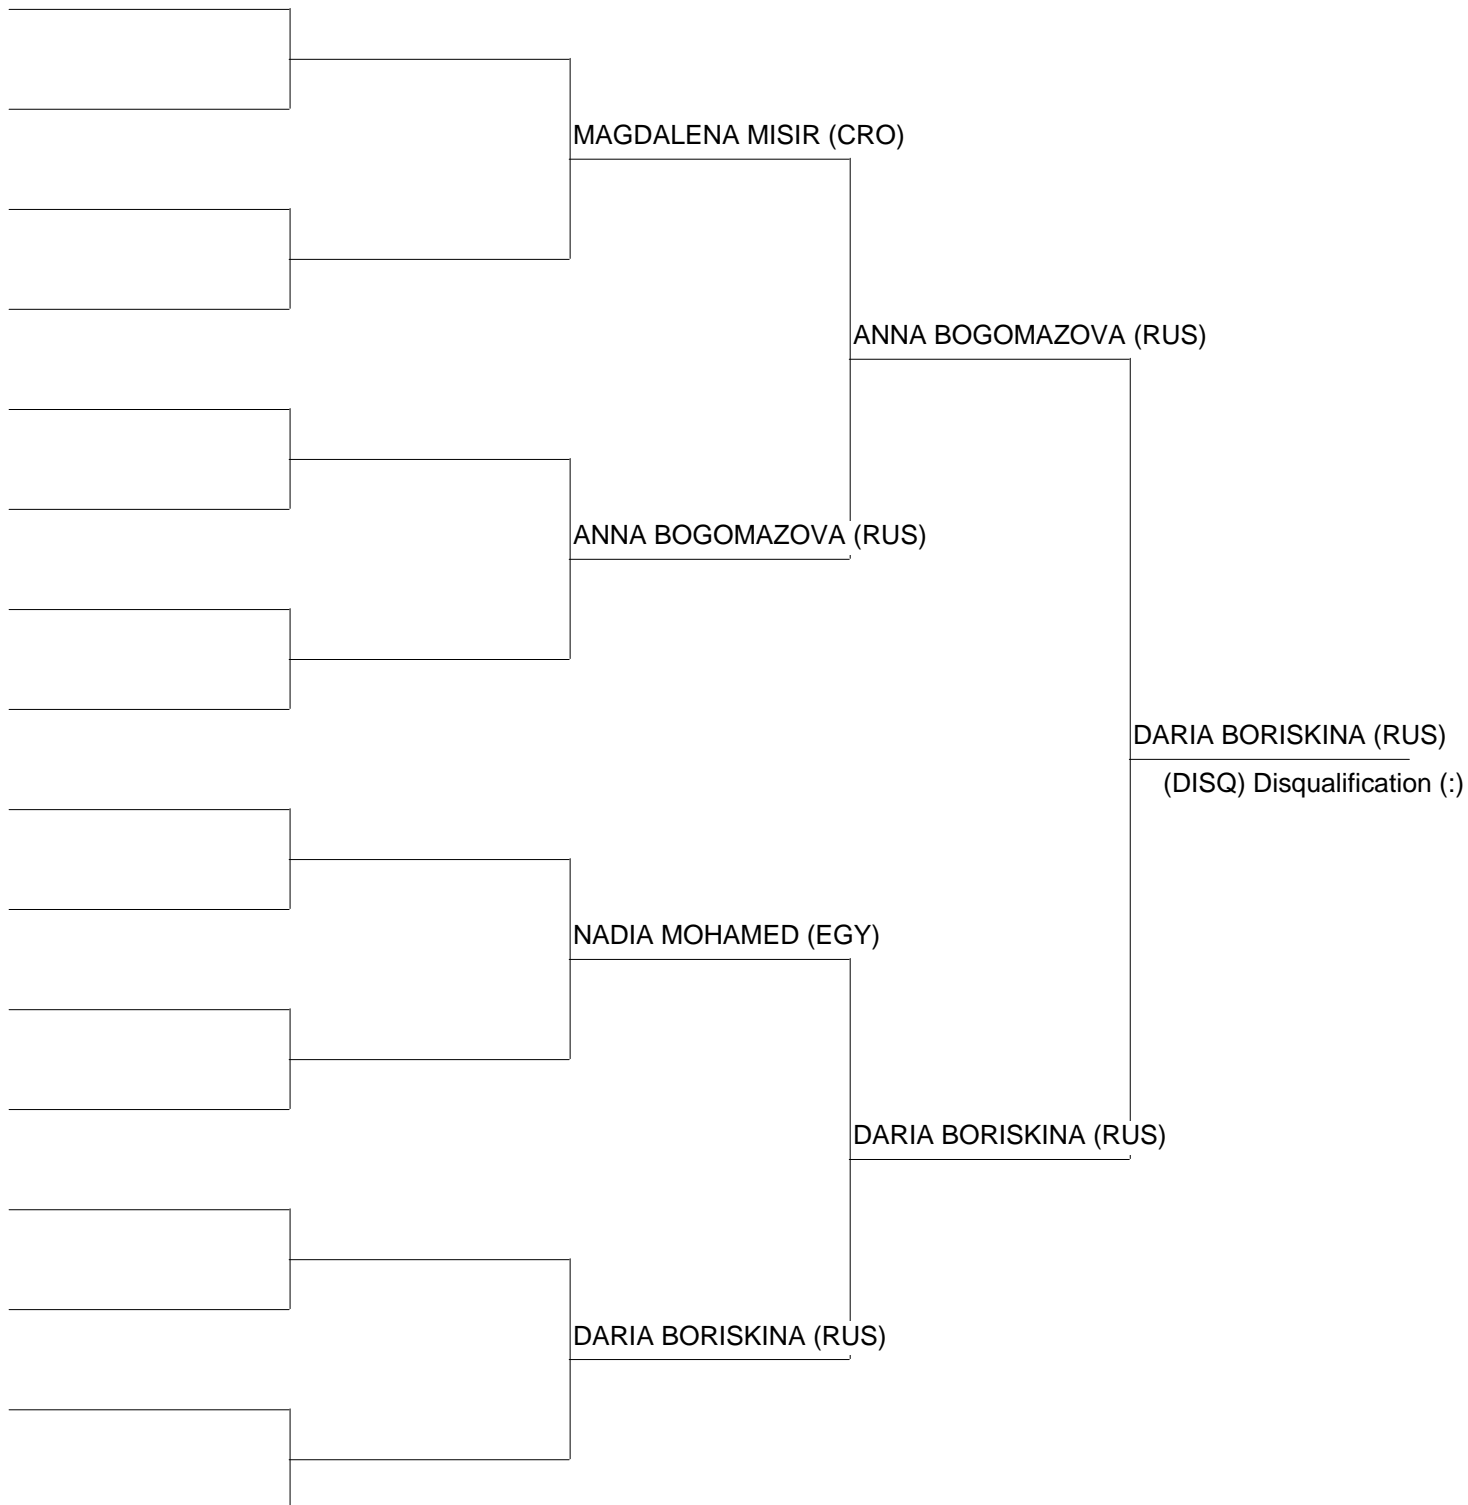 MAGDALENA MISIR (CRO)
ANNA BOGOMAZOVA (RUS)
ANNA BOGOMAZOVA (RUS)
DARIA BORISKINA (RUS)
(DISQ) Disqualification (:)
NADIA MOHAMED (EGY)
DARIA BORISKINA (RUS)
DARIA BORISKINA (RUS)